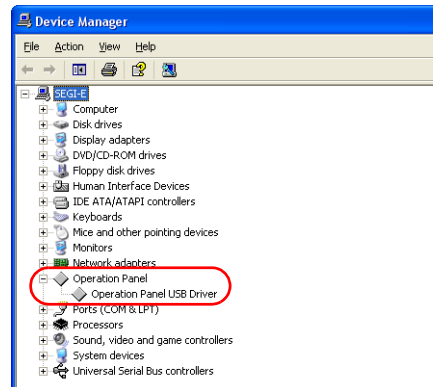 Device Manager
File Action View Help
SEGI-E
Computer
Disk drives
Display adapters
DVD/CD-ROM drives
Floppy disk drives
Human Interface Devices
IDE ATA/ATAPI controllers
Keyboards
Mice and other pointing devices
Monitors
Network adapters
Operation Panel
Operation Panel USB Driver
Ports (COM & LPT)
Processors
Sound, video and game controllers
System devices
Universal Serial Bus controllers